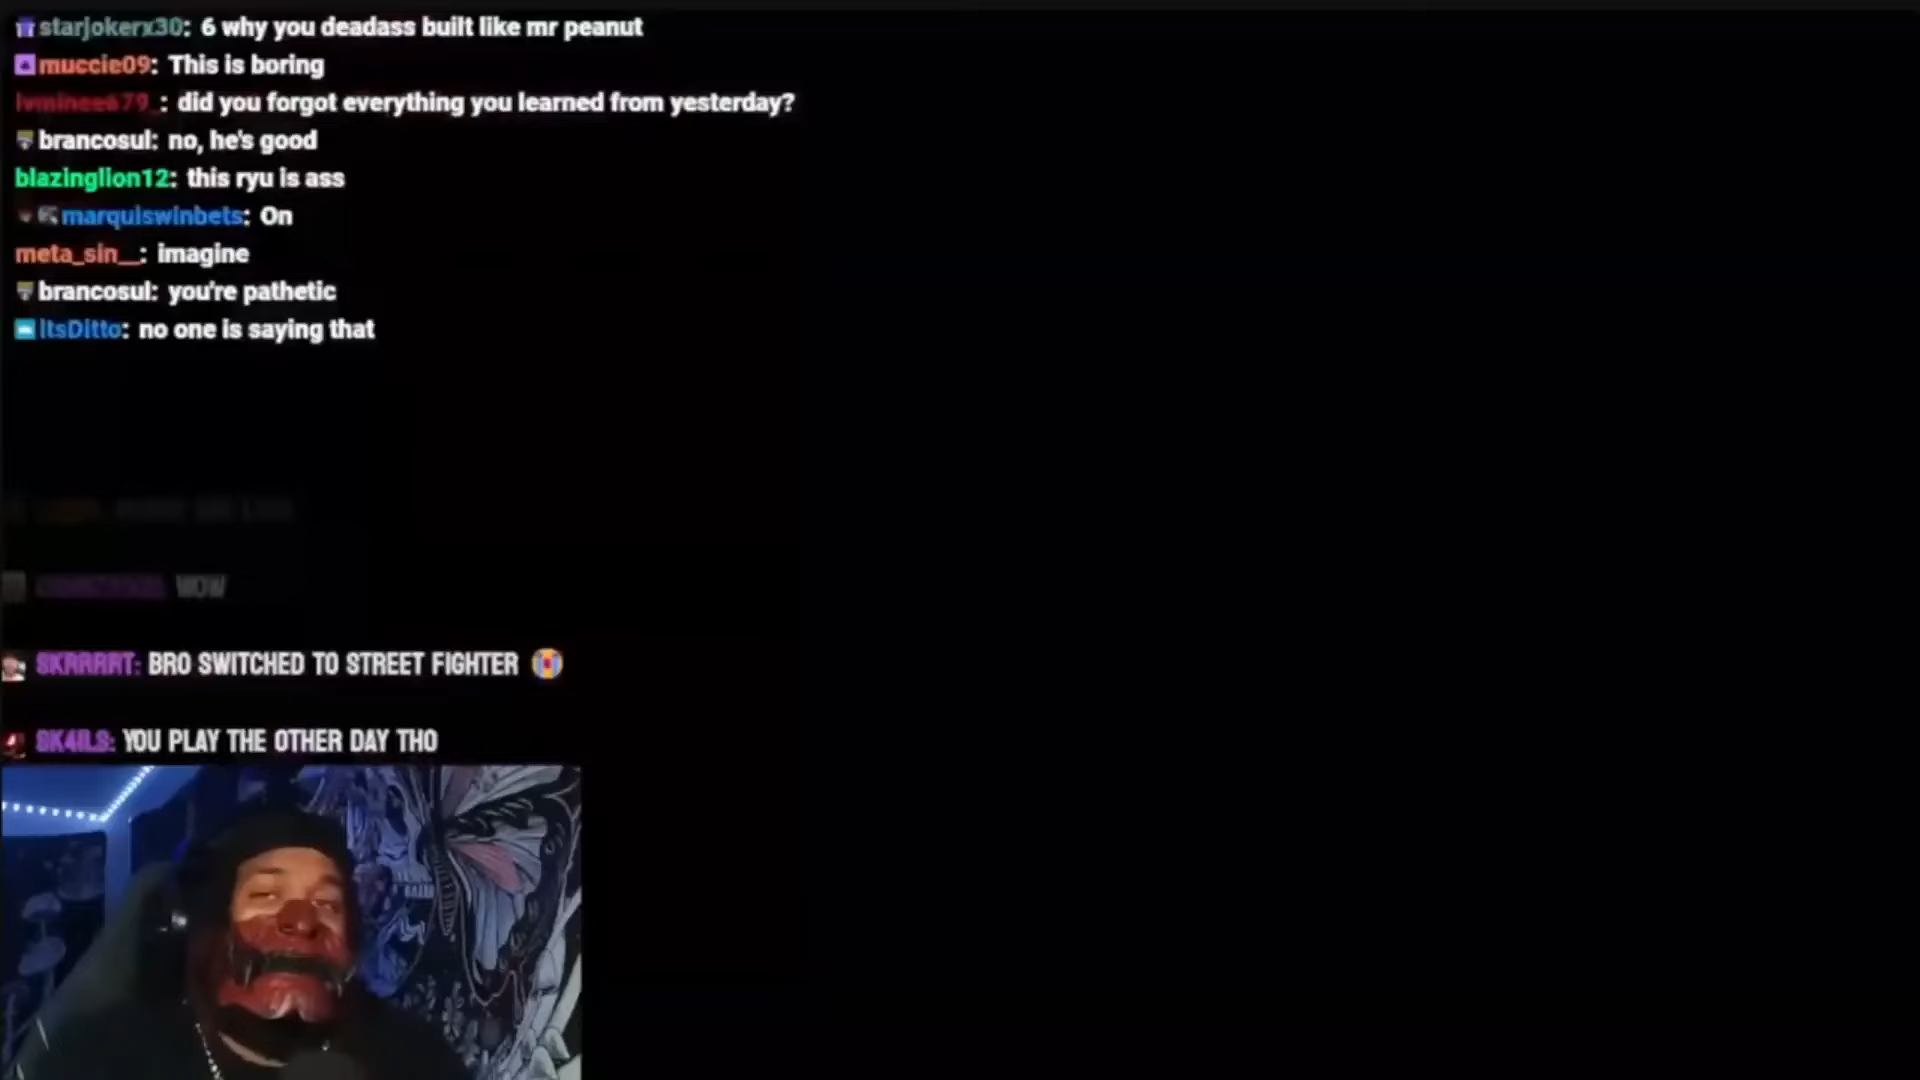 starjokerx30: 6 why you deadass built like mr peanut
muccie09: This is boring
lvminee679_: did you forgot everything you learned from yesterday?
brancosul: no, he's good
blazinglion12: this ryu is ass
marquiswinbets: On
meta_sin__: imagine
brancosul: you're pathetic
ItsDitto: no one is saying that
WOW
SKRRRRT: BRO SWITCHED TO STREET FIGHTER 😭
SK4ILS: YOU PLAY THE OTHER DAY THO